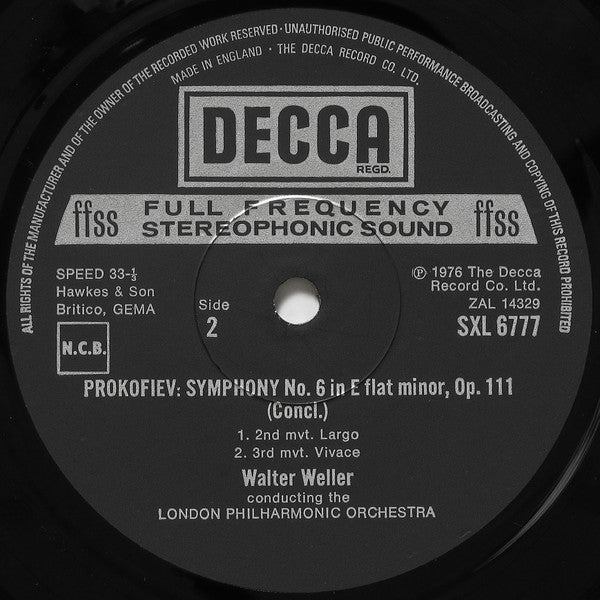 ALL RIGHTS OF THE MANUFACTURER AND OF THE OWNER OF THE RECORDED WORK RESERVED · UNAUTHORISED PUBLIC PERFORMANCE BROADCASTING AND COPYING OF THIS RECORD PROHIBITED
MADE IN ENGLAND · THE DECCA RECORD CO. LTD.
DECCA
REGD.
ffss FULL FREQUENCY STEREOPHONIC SOUND ffss
SPEED 33-⅓
Hawkes & Son
Britico, GEMA
N.C.B.
Side
2
℗ 1976 The Decca
Record Co. Ltd.
ZAL 14329
SXL 6777
PROKOFIEV: SYMPHONY No. 6 in E flat minor, Op. 111
(Concl.)
1. 2nd mvt. Largo
2. 3rd mvt. Vivace
Walter Weller
conducting the
LONDON PHILHARMONIC ORCHESTRA